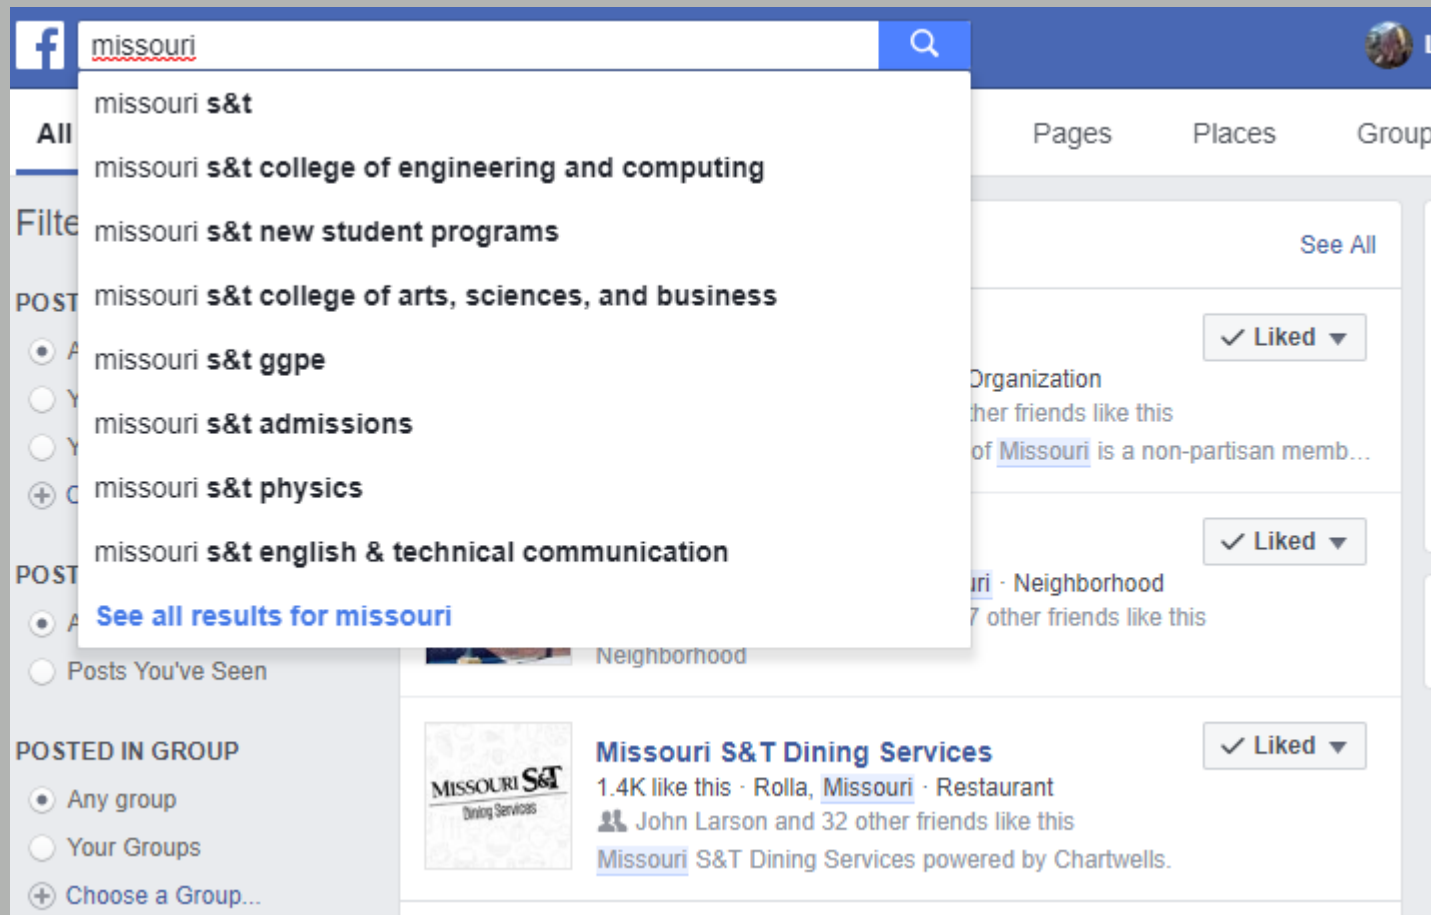 missouri
L
missouri s&t
missouri s&t college of engineering and computing
missouri s&t new student programs
missouri s&t college of arts, sciences, and business
missouri s&t ggpe
missouri s&t admissions
missouri s&t physics
missouri s&t english & technical communication
See all results for missouri
All
Pages
Places
Group
Filte
POST
A
Y
Y
C
POST
A
Posts You've Seen
POSTED IN GROUP
Any group
Your Groups
Choose a Group...
See All
Liked
Organization
ther friends like this
of Missouri is a non-partisan memb...
Liked
uri · Neighborhood
7 other friends like this
Neighborhood
MISSOURI S&T
Dining Services
Missouri S&T Dining Services
Liked
1.4K like this · Rolla, Missouri · Restaurant
John Larson and 32 other friends like this
Missouri S&T Dining Services powered by Chartwells.